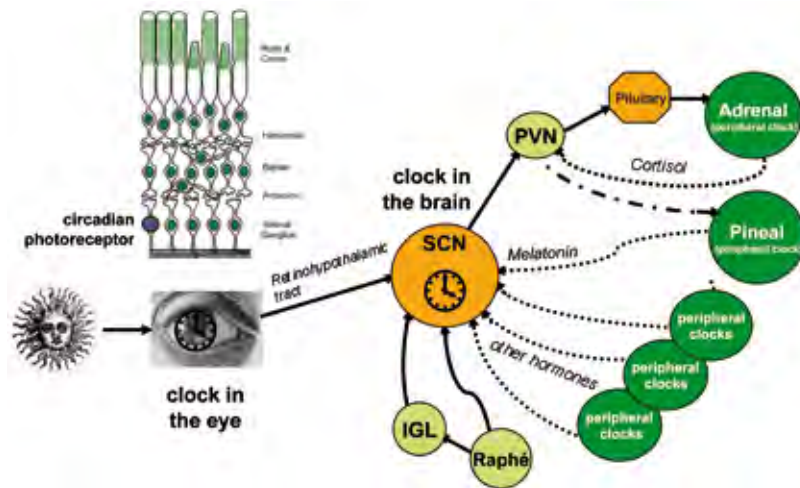 Rods &
Cones
Horizontal
Bipolar
Amacrine
Retinal
Ganglion
circadian
photoreceptor
clock in
the eye
Retinohypothalamic
tract
clock in
the brain
SCN
PVN
Pituitary
Adrenal
(peripheral clock)
Cortisol
Pineal
(peripheral clock)
Melatonin
other hormones
peripheral
clocks
peripheral
clocks
peripheral
clocks
IGL
Raphé